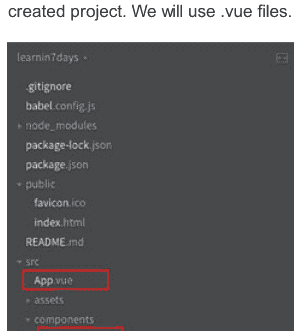 created project. We will use .vue files.
learnin7days
.gitignore
babel.config.js
node_modules
package-lock.json
package.json
public
favicon.ico
index.html
README.md
src
App.vue
assets
components